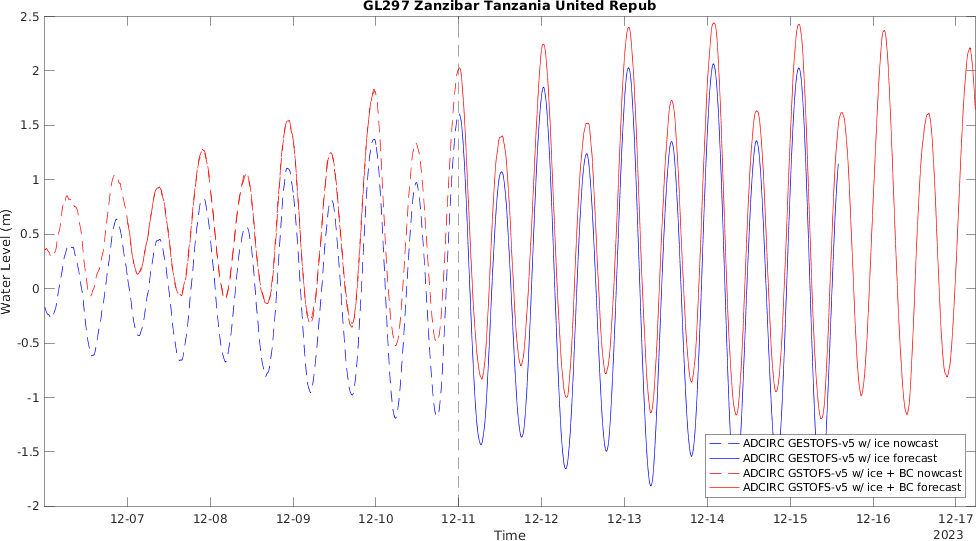 GL297 Zanzibar Tanzania United Repub
2.5
2
1.5
1
0.5
0
-0.5
-1
-1.5
-2
Water Level (m)
12-07 12-08 12-09 12-10 12-11 12-12 12-13 12-14 12-15 12-16 12-17
Time
2023
ADCIRC GESTOFS-v5 w/ ice nowcast
ADCIRC GESTOFS-v5 w/ ice forecast
ADCIRC GSTOFS-v5 w/ ice + BC nowcast
ADCIRC GSTOFS-v5 w/ ice + BC forecast